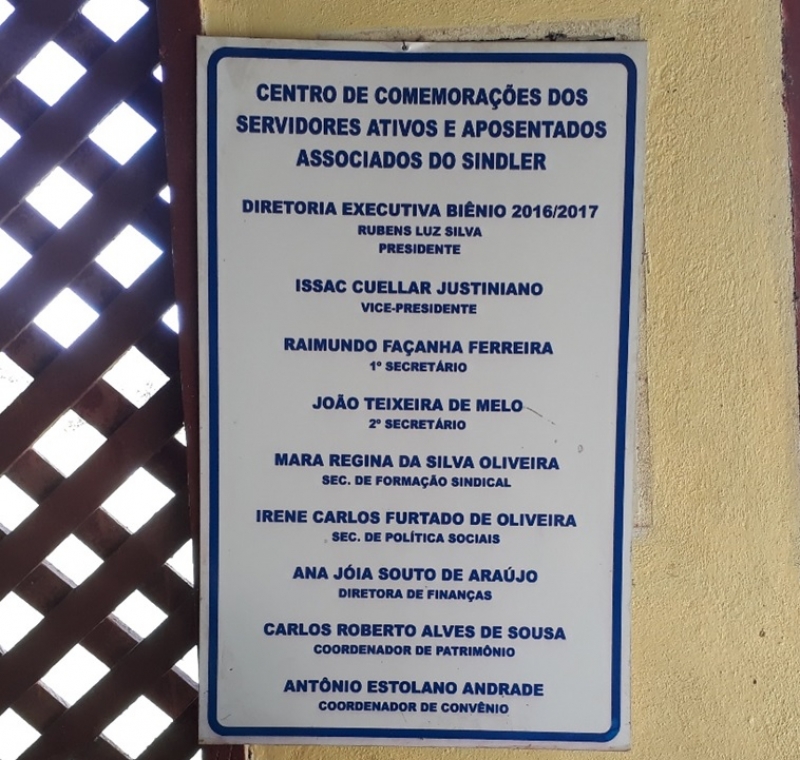 CENTRO DE COMEMORAÇÕES DOS
SERVIDORES ATIVOS E APOSENTADOS
ASSOCIADOS DO SINDLER
DIRETORIA EXECUTIVA BIÊNIO 2016/2017
RUBENS LUZ SILVA
PRESIDENTE
ISSAC CUELLAR JUSTINIANO
VICE-PRESIDENTE
RAIMUNDO FAÇANHA FERREIRA
1º SECRETÁRIO
JOÃO TEIXEIRA DE MELO
2º SECRETÁRIO
MARA REGINA DA SILVA OLIVEIRA
SEC. DE FORMAÇÃO SINDICAL
IRENE CARLOS FURTADO DE OLIVEIRA
SEC. DE POLÍTICA SOCIAIS
ANA JÓIA SOUTO DE ARAÚJO
DIRETORA DE FINANÇAS
CARLOS ROBERTO ALVES DE SOUSA
COORDENADOR DE PATRIMÔNIO
ANTÔNIO ESTOLANO ANDRADE
COORDENADOR DE CONVÊNIO